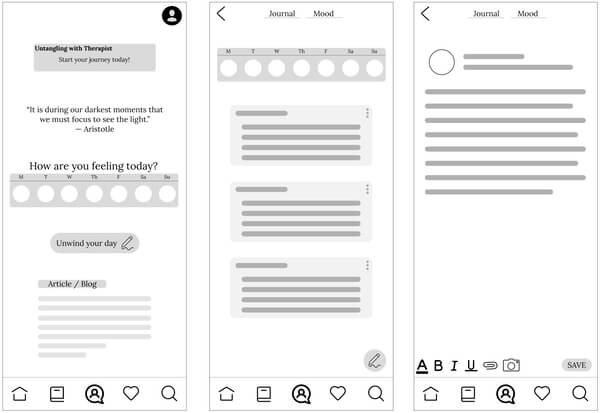 Untangling with Therapist
Start your journey today!
“It is during our darkest moments that
we must focus to see the light.”
— Aristotle
How are you feeling today?
M T W Th F Sa Su
Unwind your day
Article / Blog
Journal Mood
M T W Th F Sa Su
Journal Mood
A B I U SAVE